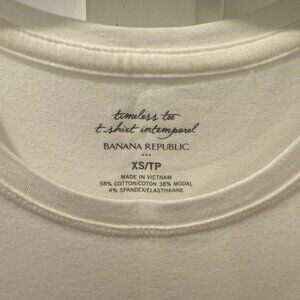 timeless tee
t-shirt intemporel
BANANA REPUBLIC
XS/TP
MADE IN VIETNAM
58% COTTON/COTON 38% MODAL
4% SPANDEX/ELASTHANNE